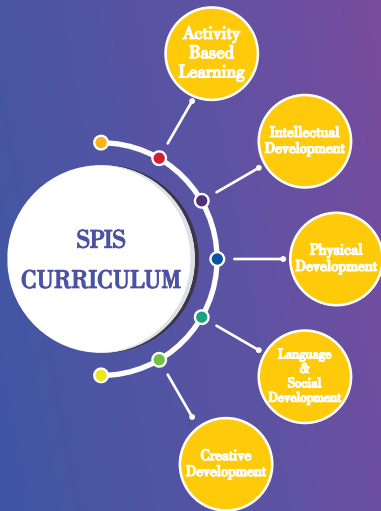 Activity
Based
Learning
Intellectual
Development
SPIS
CURRICULUM
Physical
Development
Language
&
Social
Development
Creative
Development